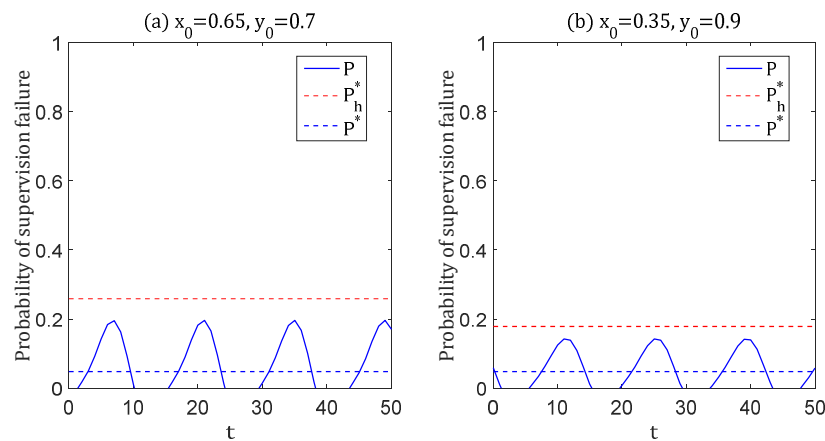 (a) x₀=0.65, y₀=0.7
Probability of supervision failure
1
0.8
0.6
0.4
0.2
0
0 10 20 30 40 50
t
P
P*ₕ
P*
(b) x₀=0.35, y₀=0.9
Probability of supervision failure
1
0.8
0.6
0.4
0.2
0
0 10 20 30 40 50
t
P
P*ₕ
P*